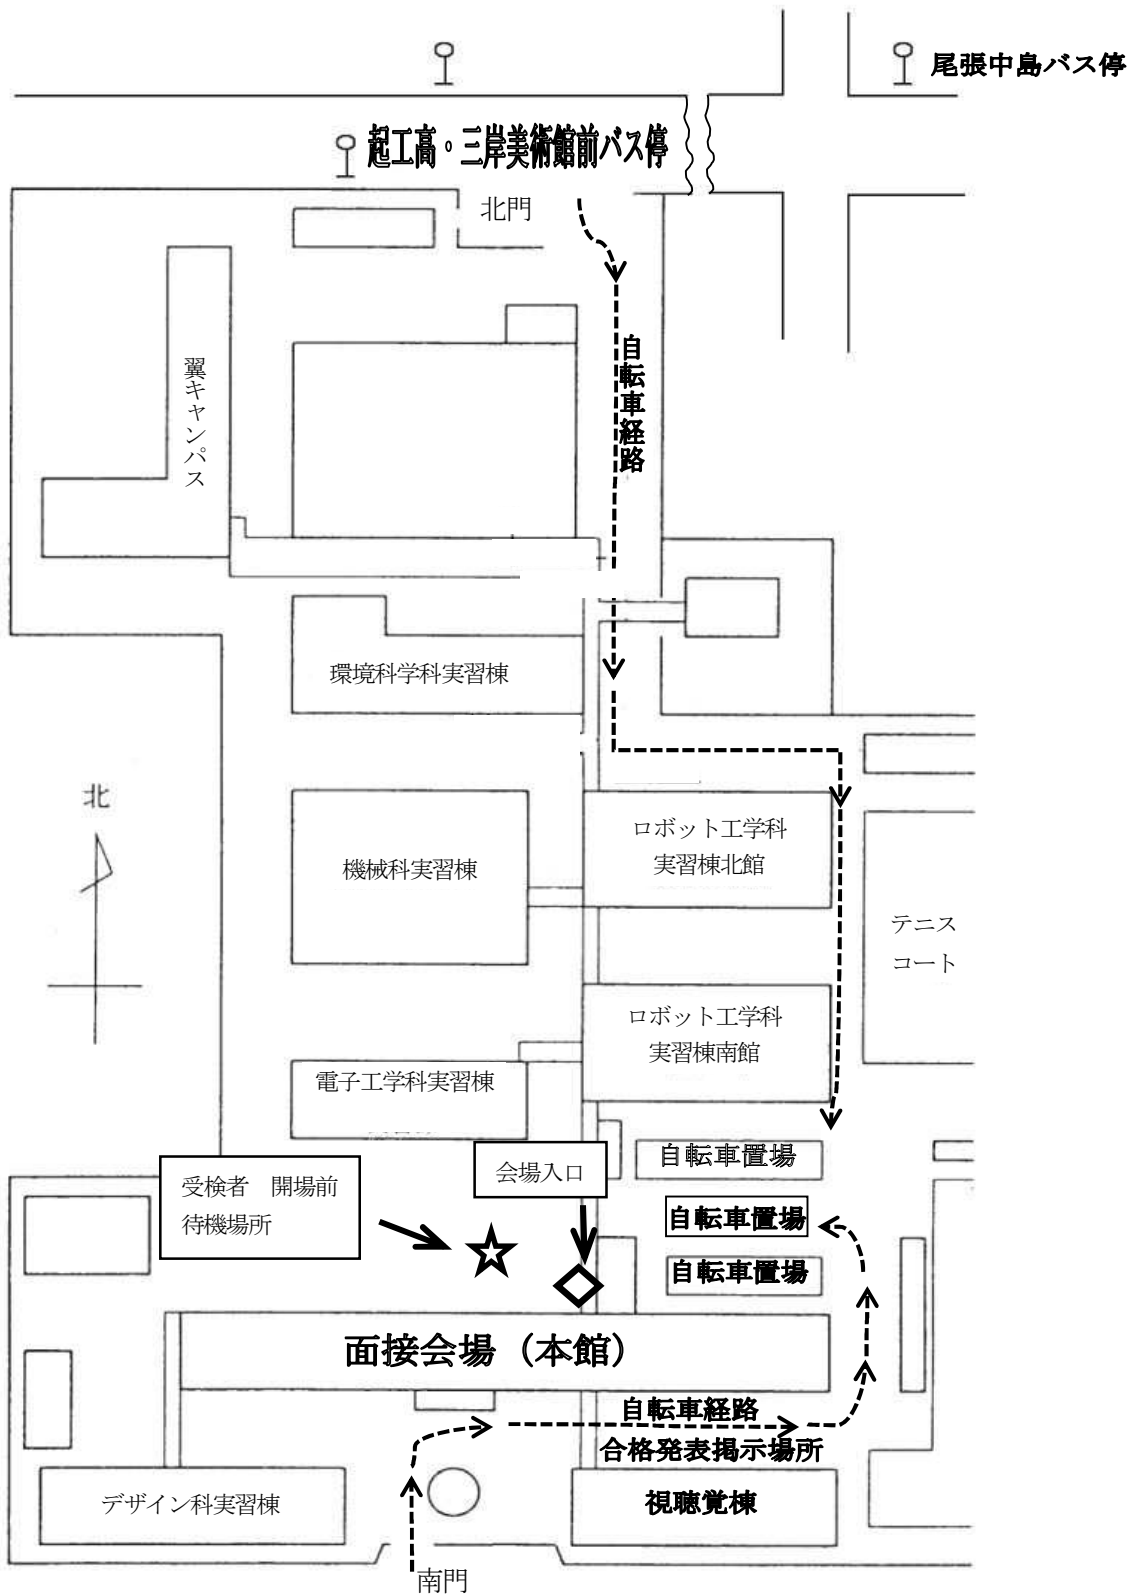 尾張中島バス停
起工高・三岸美術館前バス停
北門
自転車経路
翼キャンパス
環境科学科実習棟
北
ロボット工学科
実習棟北館
機械科実習棟
テニス
コート
ロボット工学科
実習棟南館
電子工学科実習棟
自転車置場
会場入口
受検者　開場前
待機場所
自転車置場
自転車置場
面接会場（本館）
自転車経路
合格発表掲示場所
視聴覚棟
デザイン科実習棟
南門